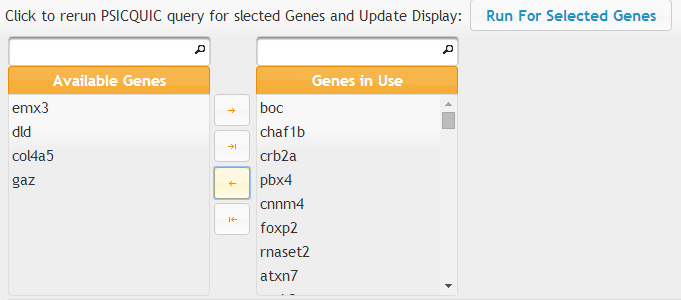 Click to rerun PSICQUIC query for slected Genes and Update Display: Run For Selected Genes
Available Genes
emx3
dld
col4a5
gaz
Genes in Use
boc
chaf1b
crb2a
pbx4
cnnm4
foxp2
rnaset2
atxn7